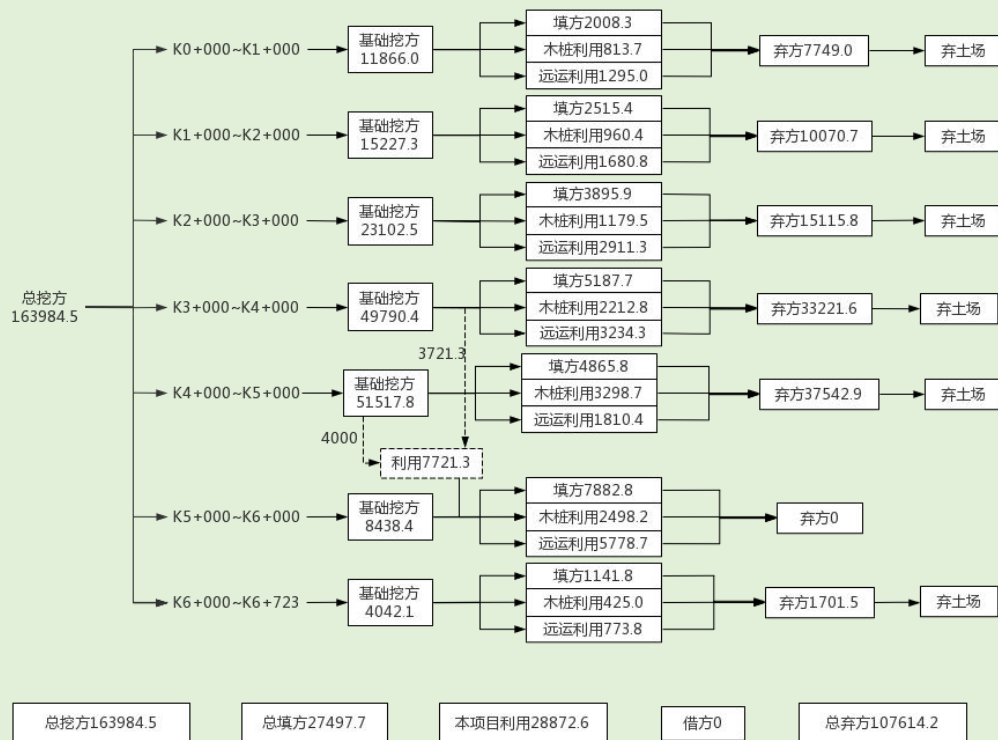 K0+000~K1+000
基础挖方
11866.0
填方2008.3
木桩利用813.7
远运利用1295.0
弃方7749.0
弃土场
K1+000~K2+000
基础挖方
15227.3
填方2515.4
木桩利用960.4
远运利用1680.8
弃方10070.7
弃土场
K2+000~K3+000
基础挖方
23102.5
填方3895.9
木桩利用1179.5
远运利用2911.3
弃方15115.8
弃土场
总挖方
163984.5
K3+000~K4+000
基础挖方
49790.4
填方5187.7
木桩利用2212.8
远运利用3234.3
弃方33221.6
弃土场
3721.3
K4+000~K5+000
基础挖方
51517.8
填方4865.8
木桩利用3298.7
远运利用1810.4
弃方37542.9
弃土场
4000
利用7721.3
K5+000~K6+000
基础挖方
8438.4
填方7882.8
木桩利用2498.2
远运利用5778.7
弃方0
K6+000~K6+723
基础挖方
4042.1
填方1141.8
木桩利用425.0
远运利用773.8
弃方1701.5
弃土场
总挖方163984.5
总填方27497.7
本项目利用28872.6
借方0
总弃方107614.2